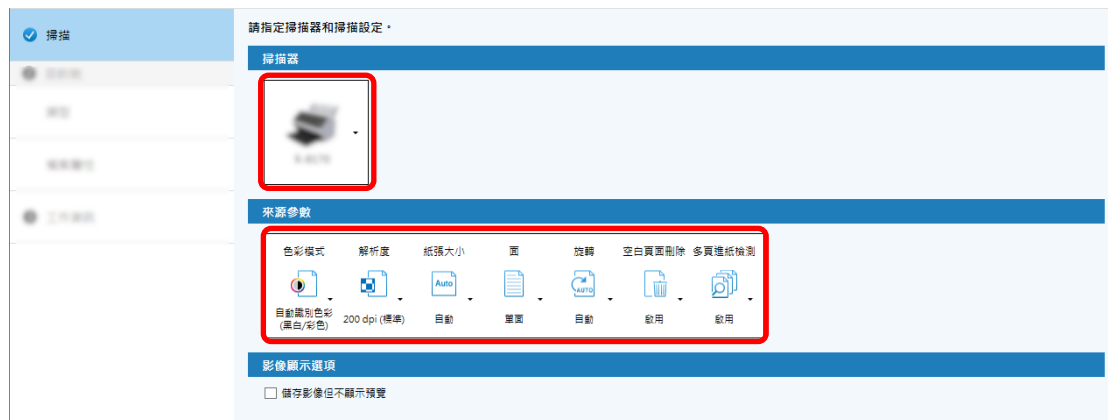 掃描
請指定掃描器和掃描設定。
掃描器
來源參數
色彩模式 解析度 紙張大小 面 旋轉 空白頁面刪除 多頁進紙檢測
Auto AUTO
自動識別色彩
(黑白/彩色) 200 dpi (標準) 自動 單面 自動 啟用 啟用
影像顯示選項
儲存影像但不顯示預覽